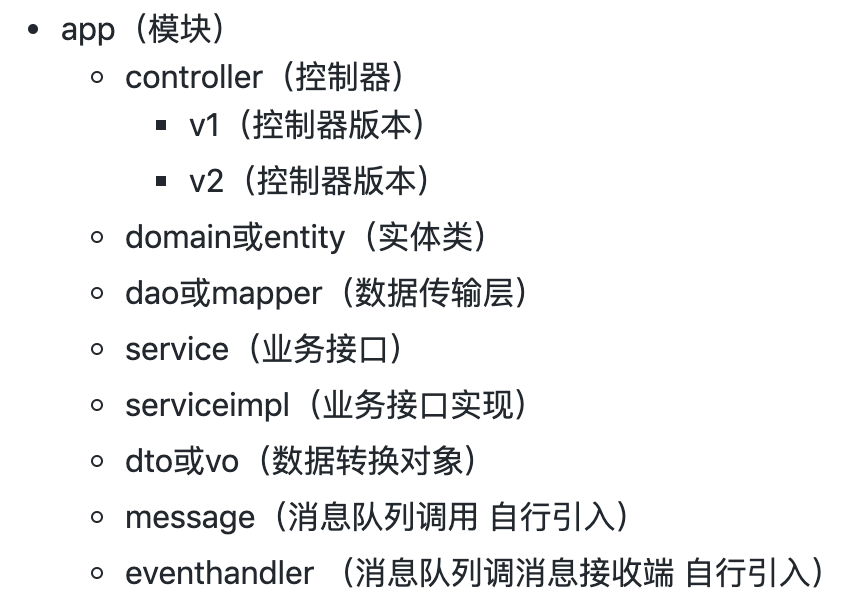 app（模块）
controller（控制器）
v1（控制器版本）
v2（控制器版本）
domain或entity（实体类）
dao或mapper（数据传输层）
service（业务接口）
serviceimpl（业务接口实现）
dto或vo（数据转换对象）
message（消息队列调用 自行引入）
eventhandler （消息队列调消息接收端 自行引入）